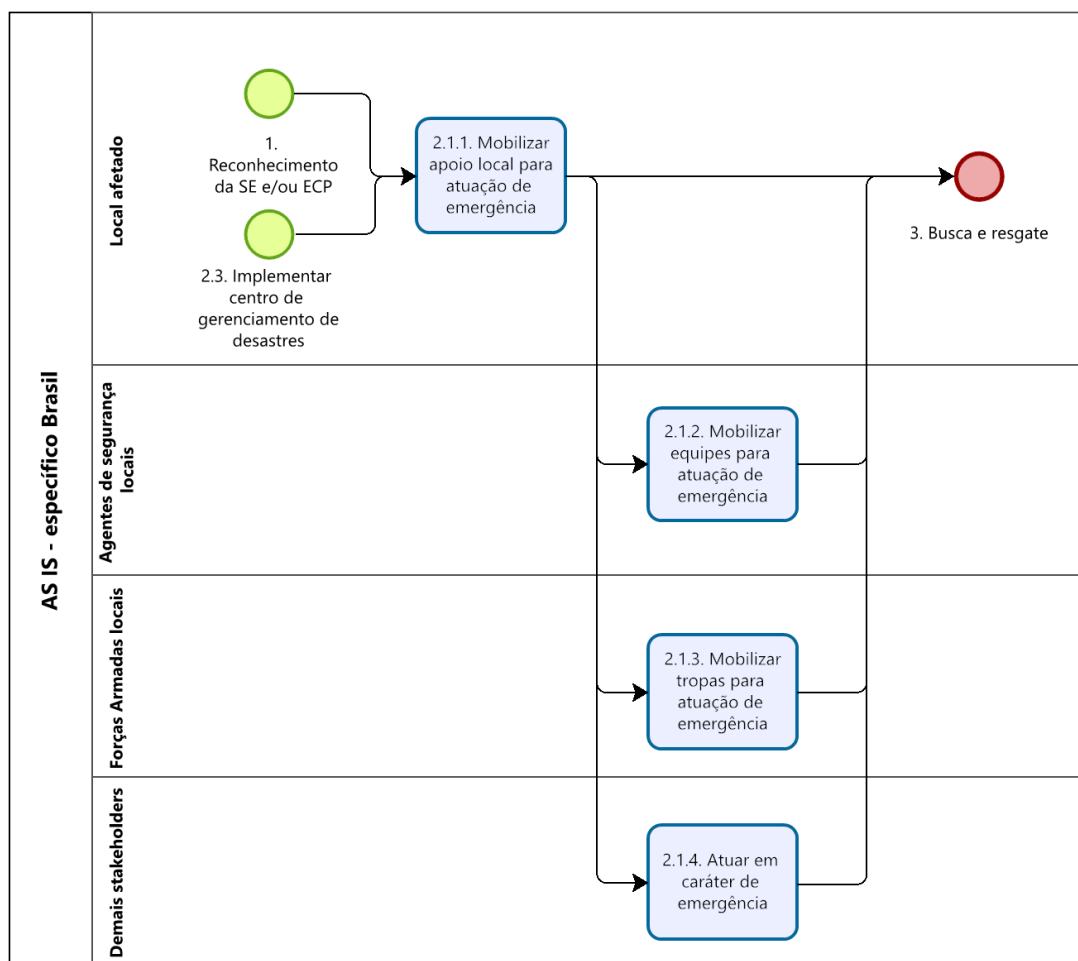 AS IS - específico Brasil
Local afetado
1.
Reconhecimento
da SE e/ou ECP
2.3. Implementar
centro de
gerenciamento de
desastres
2.1.1. Mobilizar
apoio local para
atuação de
emergência
3. Busca e resgate
Agentes de segurança
locais
2.1.2. Mobilizar
equipes para
atuação de
emergência
Forças Armadas locais
2.1.3. Mobilizar
tropas para
atuação de
emergência
Demais stakeholders
2.1.4. Atuar em
caráter de
emergência